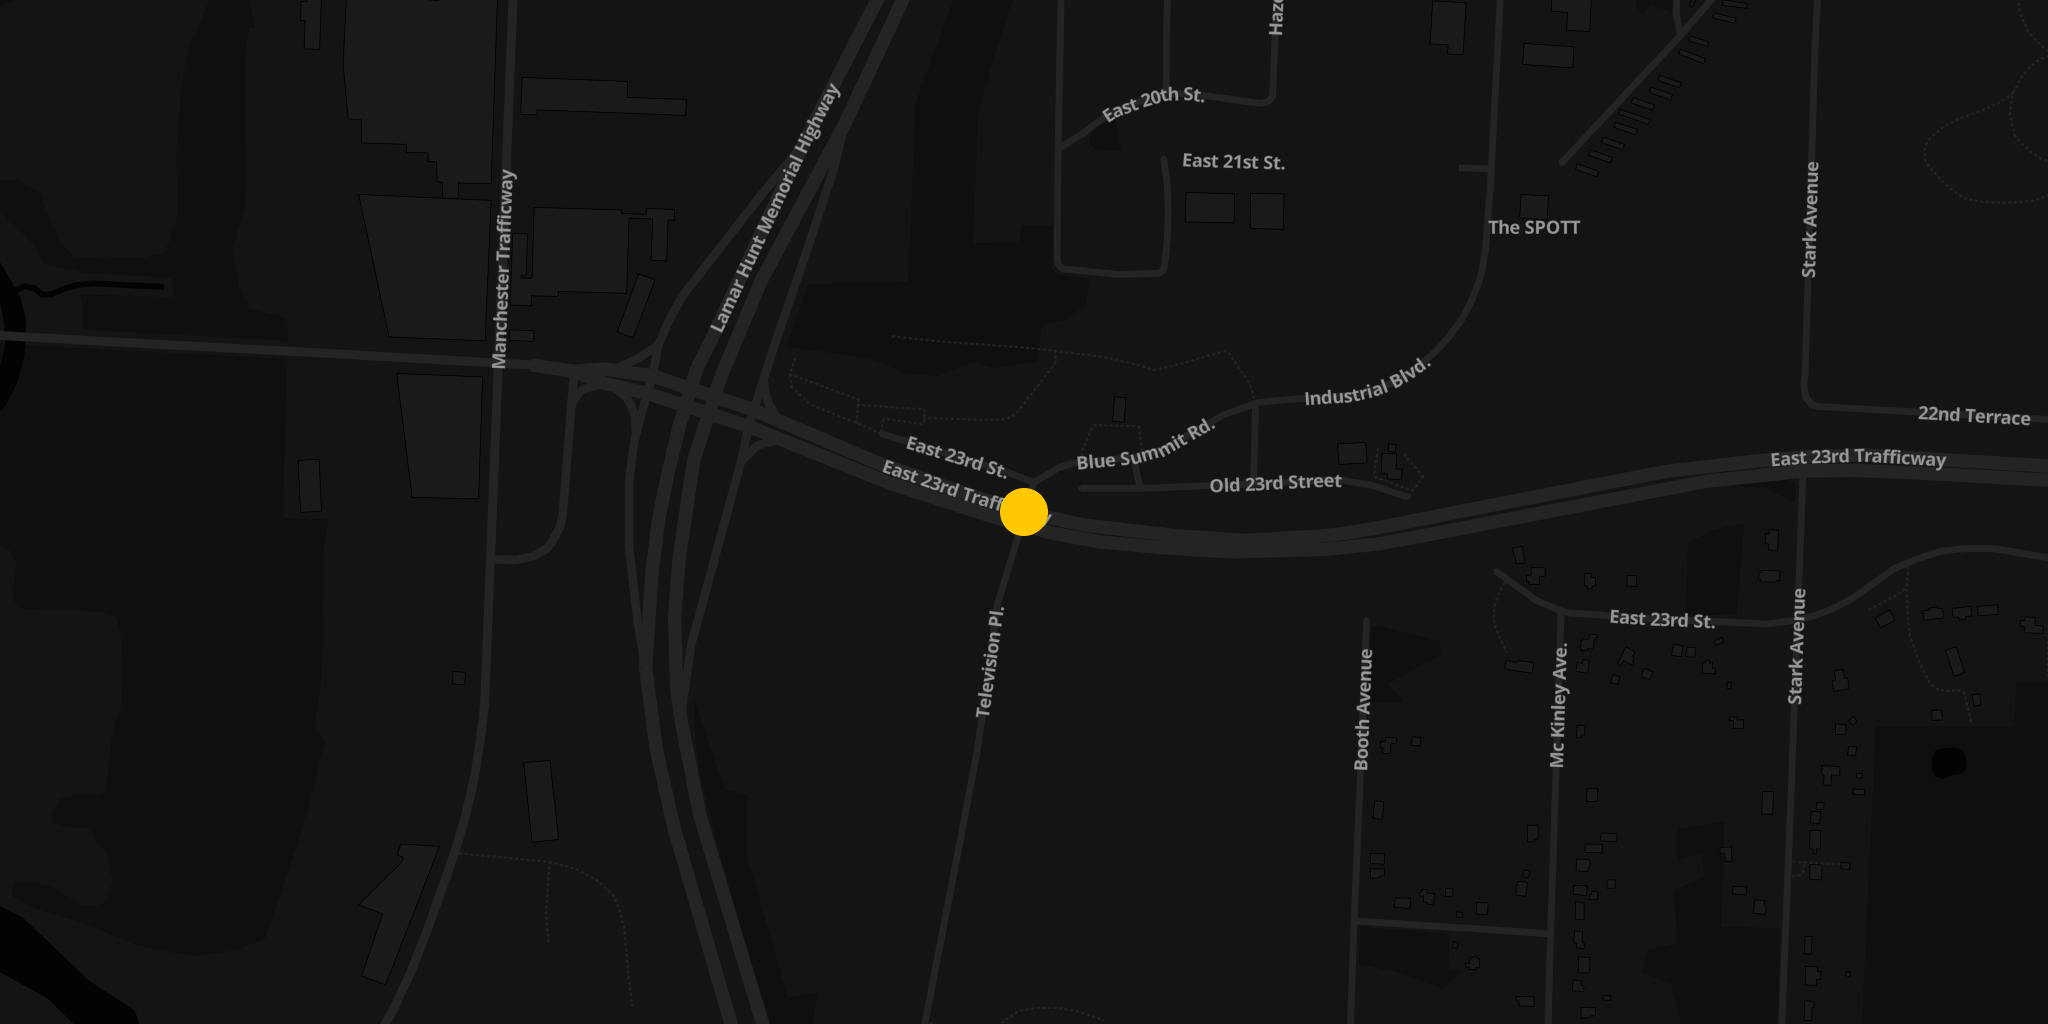 Haze
East 20th St.
Lamar Hunt Memorial Highway
East 21st St.
Manchester Trafficway
Stark Avenue
The SPOTT
Industrial Blvd.
22nd Terrace
East 23rd St.
Blue Summit Rd.
East 23rd Trafficway
East 23rd Traff
Old 23rd Street
Television Pl.
East 23rd St.
Stark Avenue
Booth Avenue
Mc Kinley Ave.